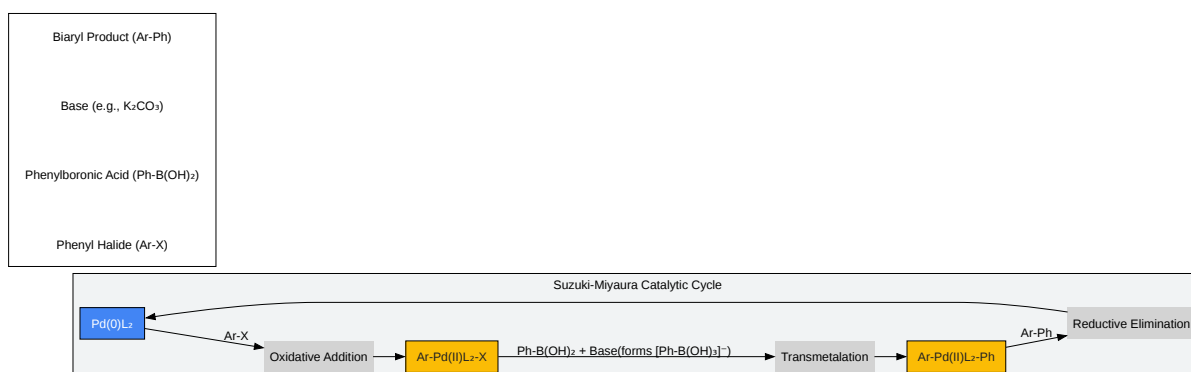 Biaryl Product (Ar-Ph)
Base (e.g., K₂CO₃)
Phenylboronic Acid (Ph-B(OH)₂)
Phenyl Halide (Ar-X)
Suzuki-Miyaura Catalytic Cycle
Pd(0)L₂
Ar-X
Oxidative Addition
Ar-Pd(II)L₂-X
Ph-B(OH)₂ + Base(forms [Ph-B(OH)₃]⁻)
Transmetalation
Ar-Pd(II)L₂-Ph
Ar-Ph
Reductive Elimination